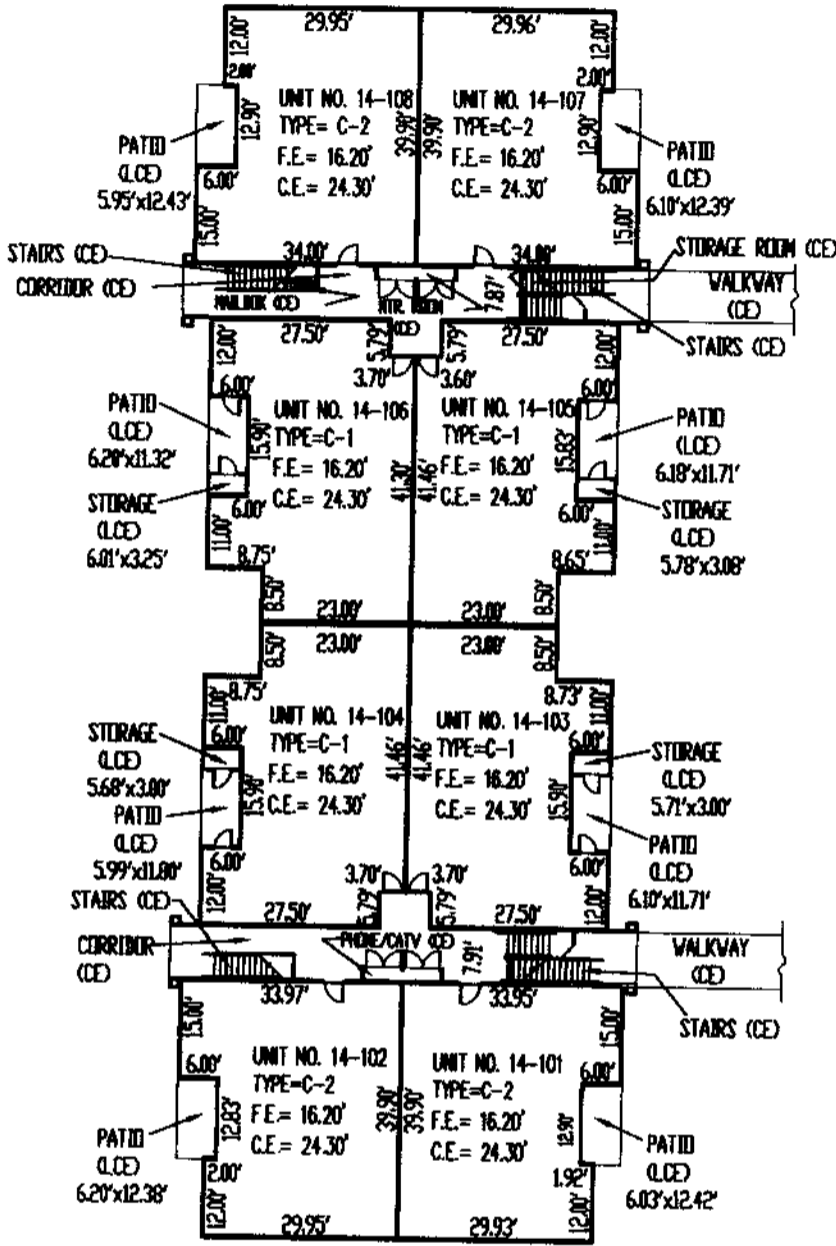 29.95' 29.96'
12.00' 12.00'
2.00' 2.00'
UNIT NO. 14-108
TYPE= C-2
F.E.= 16.20'
C.E.= 24.30'
UNIT NO. 14-107
TYPE= C-2
F.E.= 16.20'
C.E.= 24.30'
12.90' 39.90' 39.90' 12.90'
PATIO
(LCE)
5.95'x12.43'
PATIO
(LCE)
6.10'x12.39'
6.00' 6.00'
15.00' 15.00'
34.00' 34.00'
STAIRS (CE)
CORRIDOR (CE)
MAILBOX (CE)
MTR. ROOM
(CE)
7.87'
STORAGE ROOM (CE)
WALKWAY
(CE)
STAIRS (CE)
27.50' 27.50'
12.00' 5.79' 5.79' 12.00'
3.70' 3.60'
6.00' 6.00'
UNIT NO. 14-106
TYPE=C-1
F.E.= 16.20'
C.E.= 24.30'
UNIT NO. 14-105
TYPE=C-1
F.E.= 16.20'
C.E.= 24.30'
PATIO
(LCE)
6.20'x11.32'
PATIO
(LCE)
6.18'x11.71'
15.90' 41.30' 41.46' 15.83'
STORAGE
(LCE)
6.01'x3.25'
STORAGE
(LCE)
5.78'x3.08'
6.00' 6.00'
11.00' 11.00'
8.75' 8.65'
8.50' 8.50'
23.00' 23.00'
23.00' 23.00'
8.50' 8.50'
8.75' 8.73'
11.00' 11.00'
UNIT NO. 14-104
TYPE=C-1
F.E.= 16.20'
C.E.= 24.30'
UNIT NO. 14-103
TYPE=C-1
F.E.= 16.20'
C.E.= 24.30'
6.00' 6.00'
STORAGE
(LCE)
5.68'x3.00'
STORAGE
(LCE)
5.71'x3.00'
15.90' 41.46' 41.46' 15.90'
PATIO
(LCE)
5.99'x11.80'
PATIO
(LCE)
6.10'x11.71'
6.00' 6.00'
3.70' 3.70'
12.00' 5.79' 5.79' 12.00'
STAIRS (CE)
27.50' 27.50'
CORRIDOR
(CE)
PHONE/CATV (CE)
7.91'
WALKWAY
(CE)
STAIRS (CE)
33.97' 33.95'
15.00' 15.00'
UNIT NO. 14-102
TYPE=C-2
F.E.= 16.20'
C.E.= 24.30'
UNIT NO. 14-101
TYPE=C-2
F.E.= 16.20'
C.E.= 24.30'
6.00' 6.00'
12.83' 39.90' 39.90' 12.90'
PATIO
(LCE)
6.20'x12.38'
PATIO
(LCE)
6.03'x12.42'
2.00' 1.92'
12.00' 12.00'
29.95' 29.93'